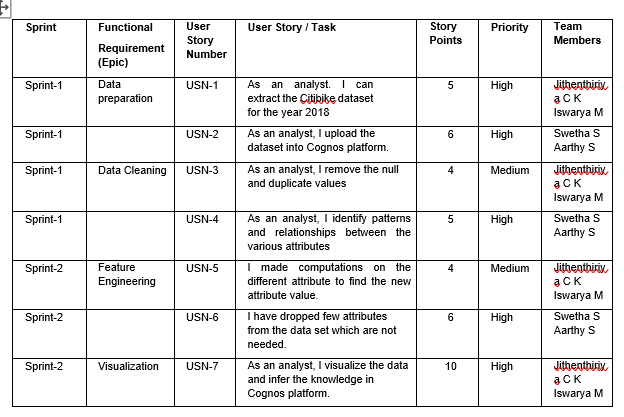 Sprint Functional Requirement (Epic) User Story Number User Story / Task Story Points Priority Team Members
Sprint-1 Data preparation USN-1 As an analyst. I can extract the Citibike dataset for the year 2018 5 High Jithenthiriya C K Iswarya M
Sprint-1 USN-2 As an analyst, I upload the dataset into Cognos platform. 6 High Swetha S Aarthy S
Sprint-1 Data Cleaning USN-3 As an analyst, I remove the null and duplicate values 4 Medium Jithenthiriya C K Iswarya M
Sprint-1 USN-4 As an analyst, I identify patterns and relationships between the various attributes 5 High Swetha S Aarthy S
Sprint-2 Feature Engineering USN-5 I made computations on the different attribute to find the new attribute value. 4 Medium Jithenthiriya C K Iswarya M
Sprint-2 USN-6 I have dropped few attributes from the data set which are not needed. 6 High Swetha S Aarthy S
Sprint-2 Visualization USN-7 As an analyst, I visualize the data and infer the knowledge in Cognos platform. 10 High Jithenthiriya C K Iswarya M